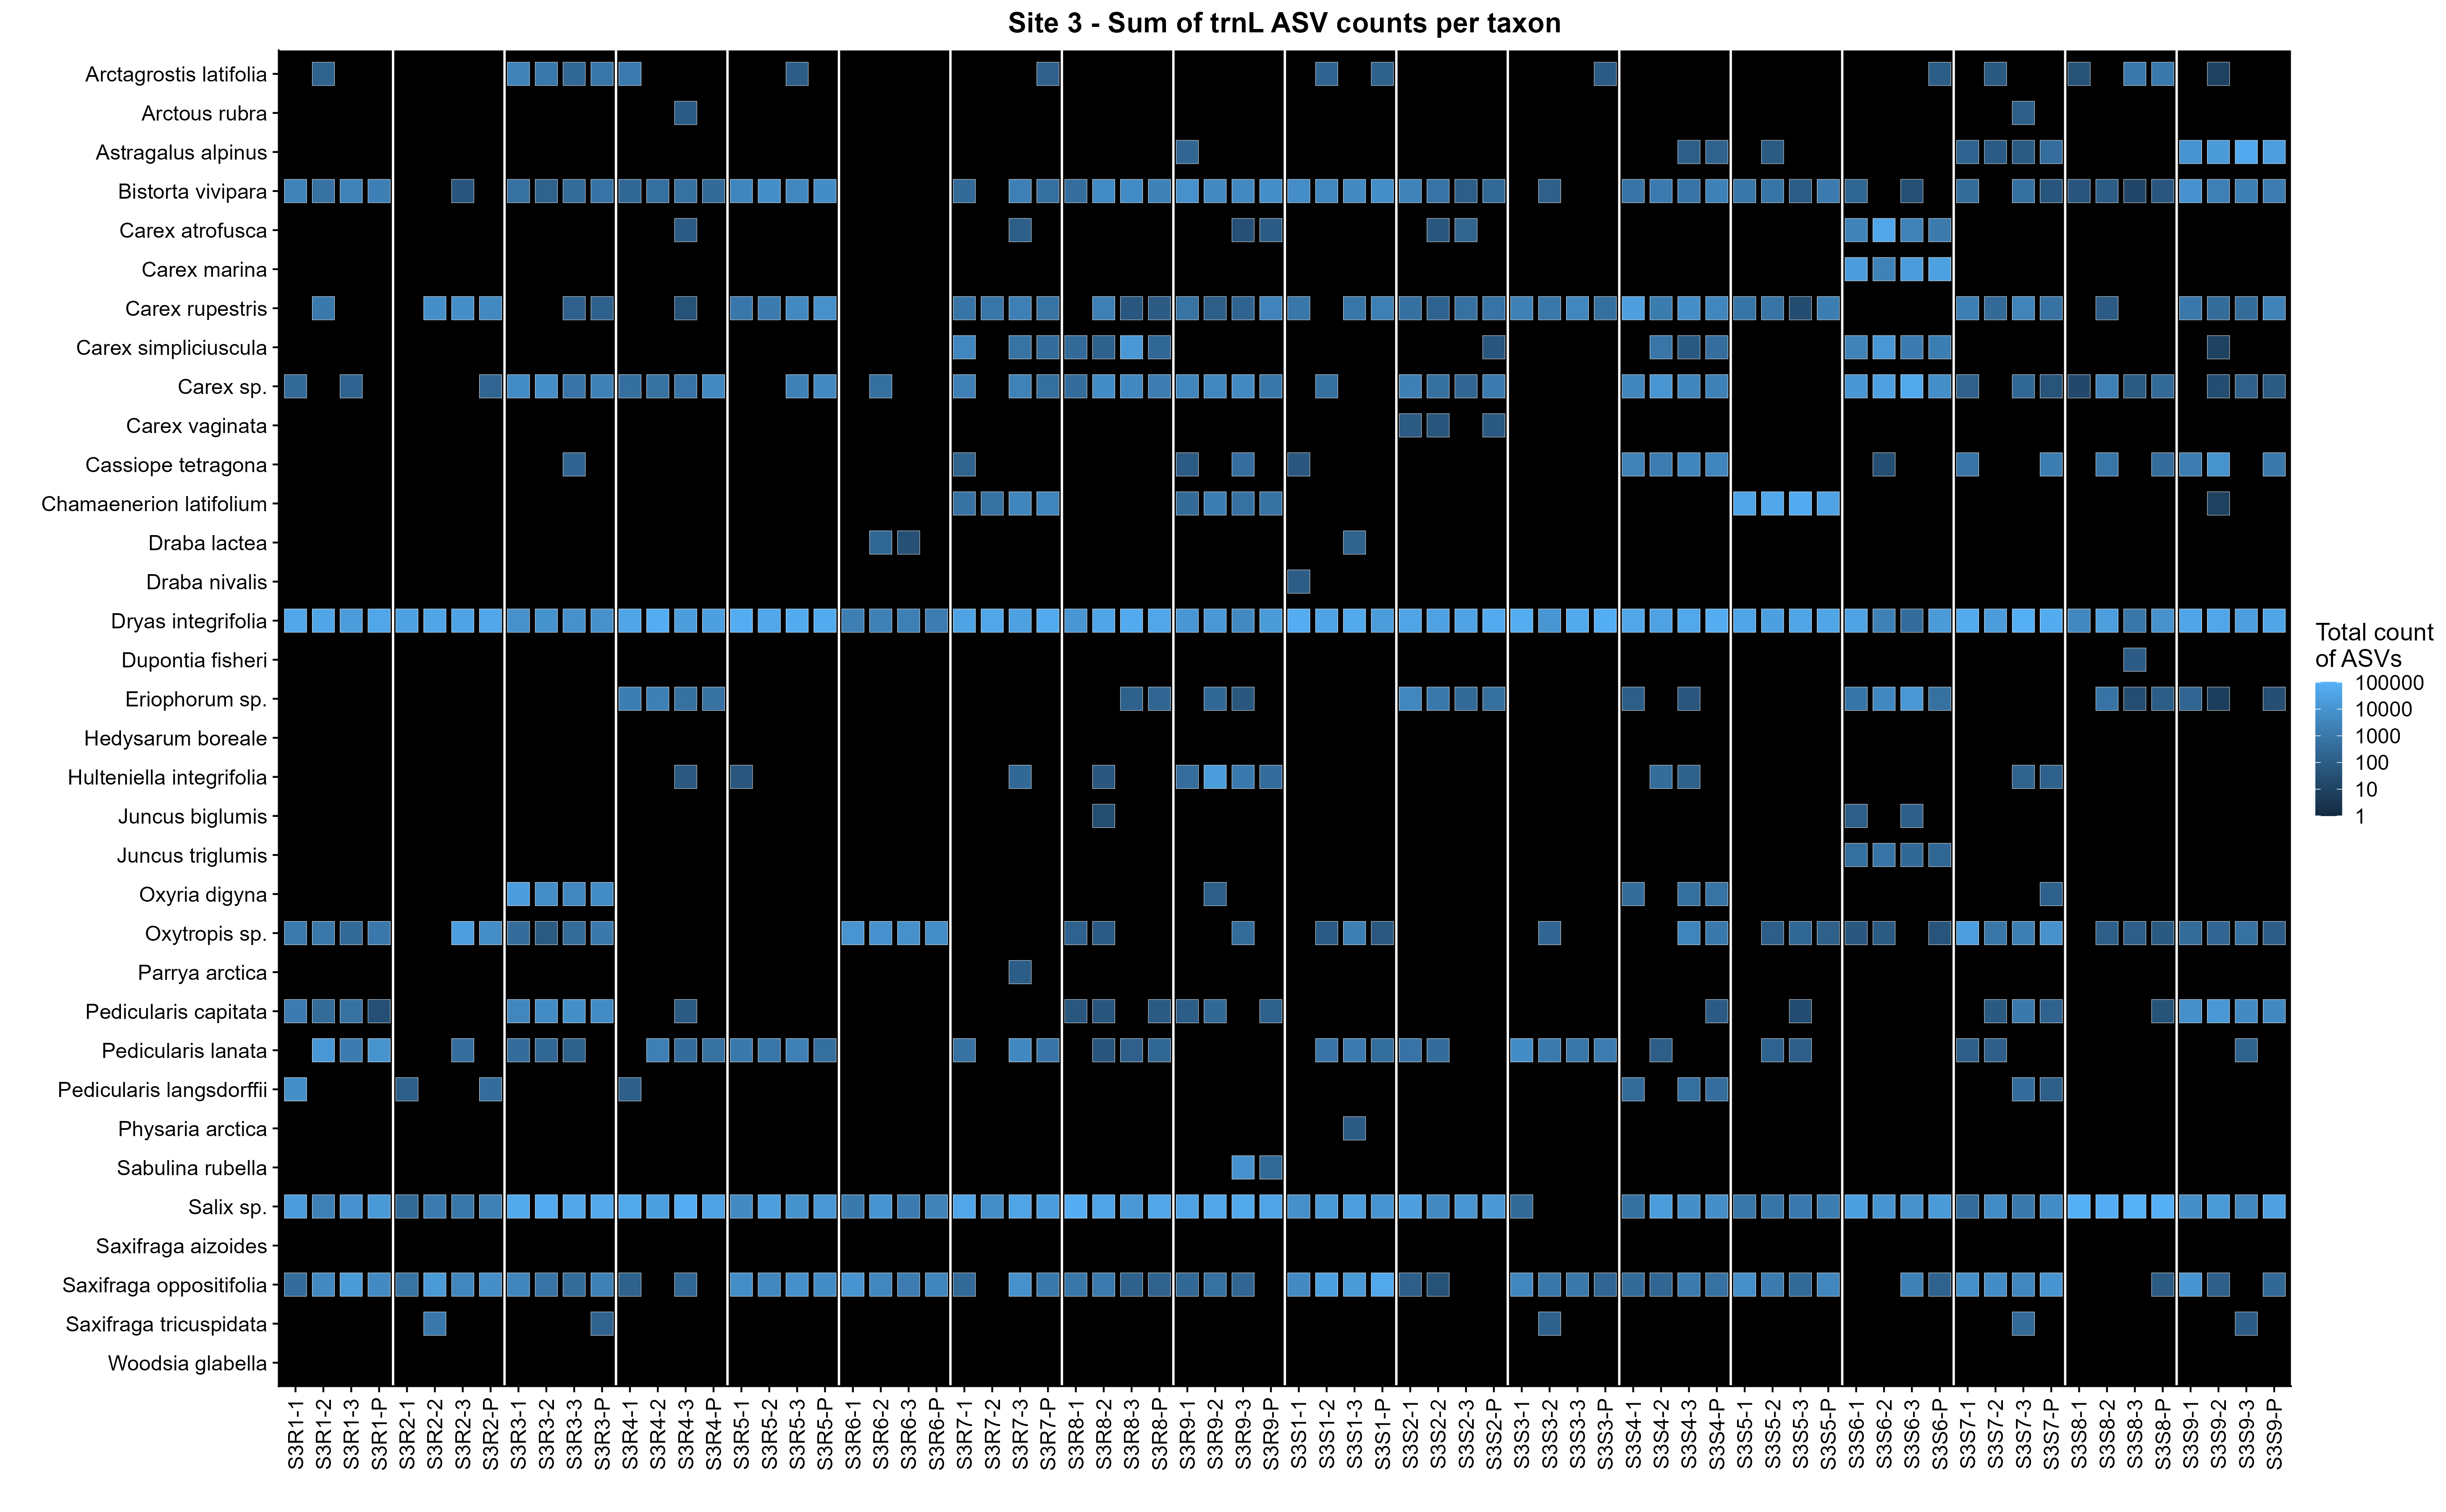 Site 3 - Sum of trnL ASV counts per taxon
Arctagrostis latifolia
Arctous rubra
Astragalus alpinus
Bistorta vivipara
Carex atrofusca
Carex marina
Carex rupestris
Carex simpliciuscula
Carex sp.
Carex vaginata
Cassiope tetragona
Chamaenerion latifolium
Draba lactea
Draba nivalis
Dryas integrifolia
Dupontia fisheri
Eriophorum sp.
Hedysarum boreale
Hulteniella integrifolia
Juncus biglumis
Juncus triglumis
Oxyria digyna
Oxytropis sp.
Parrya arctica
Pedicularis capitata
Pedicularis lanata
Pedicularis langsdorffii
Physaria arctica
Sabulina rubella
Salix sp.
Saxifraga aizoides
Saxifraga oppositifolia
Saxifraga tricuspidata
Woodsia glabella
S3R1-1
S3R1-2
S3R1-3
S3R1-P
S3R2-1
S3R2-2
S3R2-3
S3R2-P
S3R3-1
S3R3-2
S3R3-3
S3R3-P
S3R4-1
S3R4-2
S3R4-3
S3R4-P
S3R5-1
S3R5-2
S3R5-3
S3R5-P
S3R6-1
S3R6-2
S3R6-3
S3R6-P
S3R7-1
S3R7-2
S3R7-3
S3R7-P
S3R8-1
S3R8-2
S3R8-3
S3R8-P
S3R9-1
S3R9-2
S3R9-3
S3R9-P
S3S1-1
S3S1-2
S3S1-3
S3S1-P
S3S2-1
S3S2-2
S3S2-3
S3S2-P
S3S3-1
S3S3-2
S3S3-3
S3S3-P
S3S4-1
S3S4-2
S3S4-3
S3S4-P
S3S5-1
S3S5-2
S3S5-3
S3S5-P
S3S6-1
S3S6-2
S3S6-3
S3S6-P
S3S7-1
S3S7-2
S3S7-3
S3S7-P
S3S8-1
S3S8-2
S3S8-3
S3S8-P
S3S9-1
S3S9-2
S3S9-3
S3S9-P
Total count
of ASVs
100000
10000
1000
100
10
1